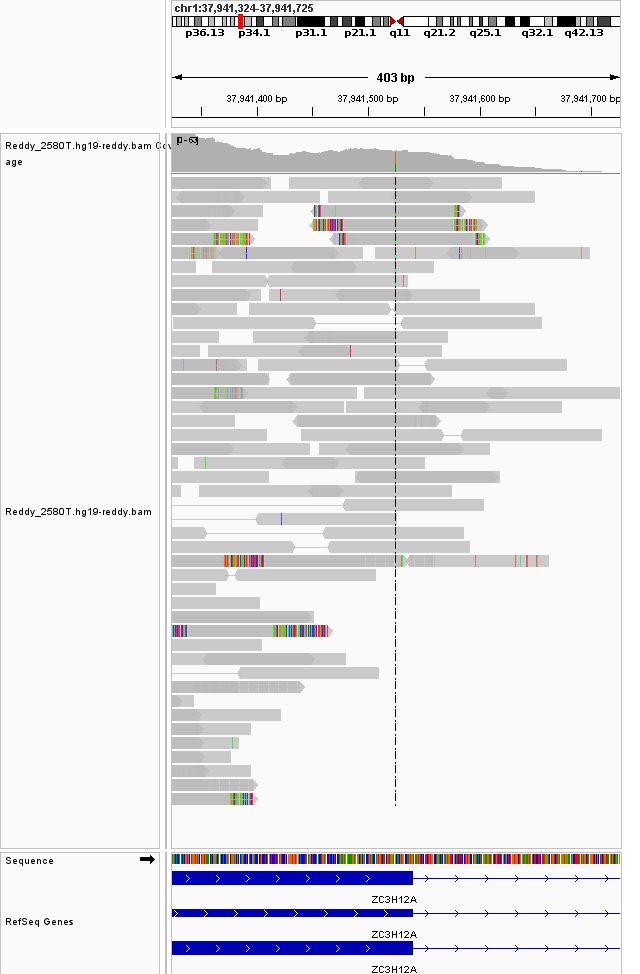 chr1:37,941,324-37,941,725
p36.13 p34.1 p31.1 p21.1 q11 q21.2 q25.1 q32.1 q42.13
403 bp
37,941,400 bp 37,941,500 bp 37,941,600 bp 37,941,700 bp
Reddy_2580T.hg19-reddy.bam Cov
age
[0-63]
Reddy_2580T.hg19-reddy.bam
Sequence
ZC3H12A
RefSeq Genes
ZC3H12A
ZC3H12A